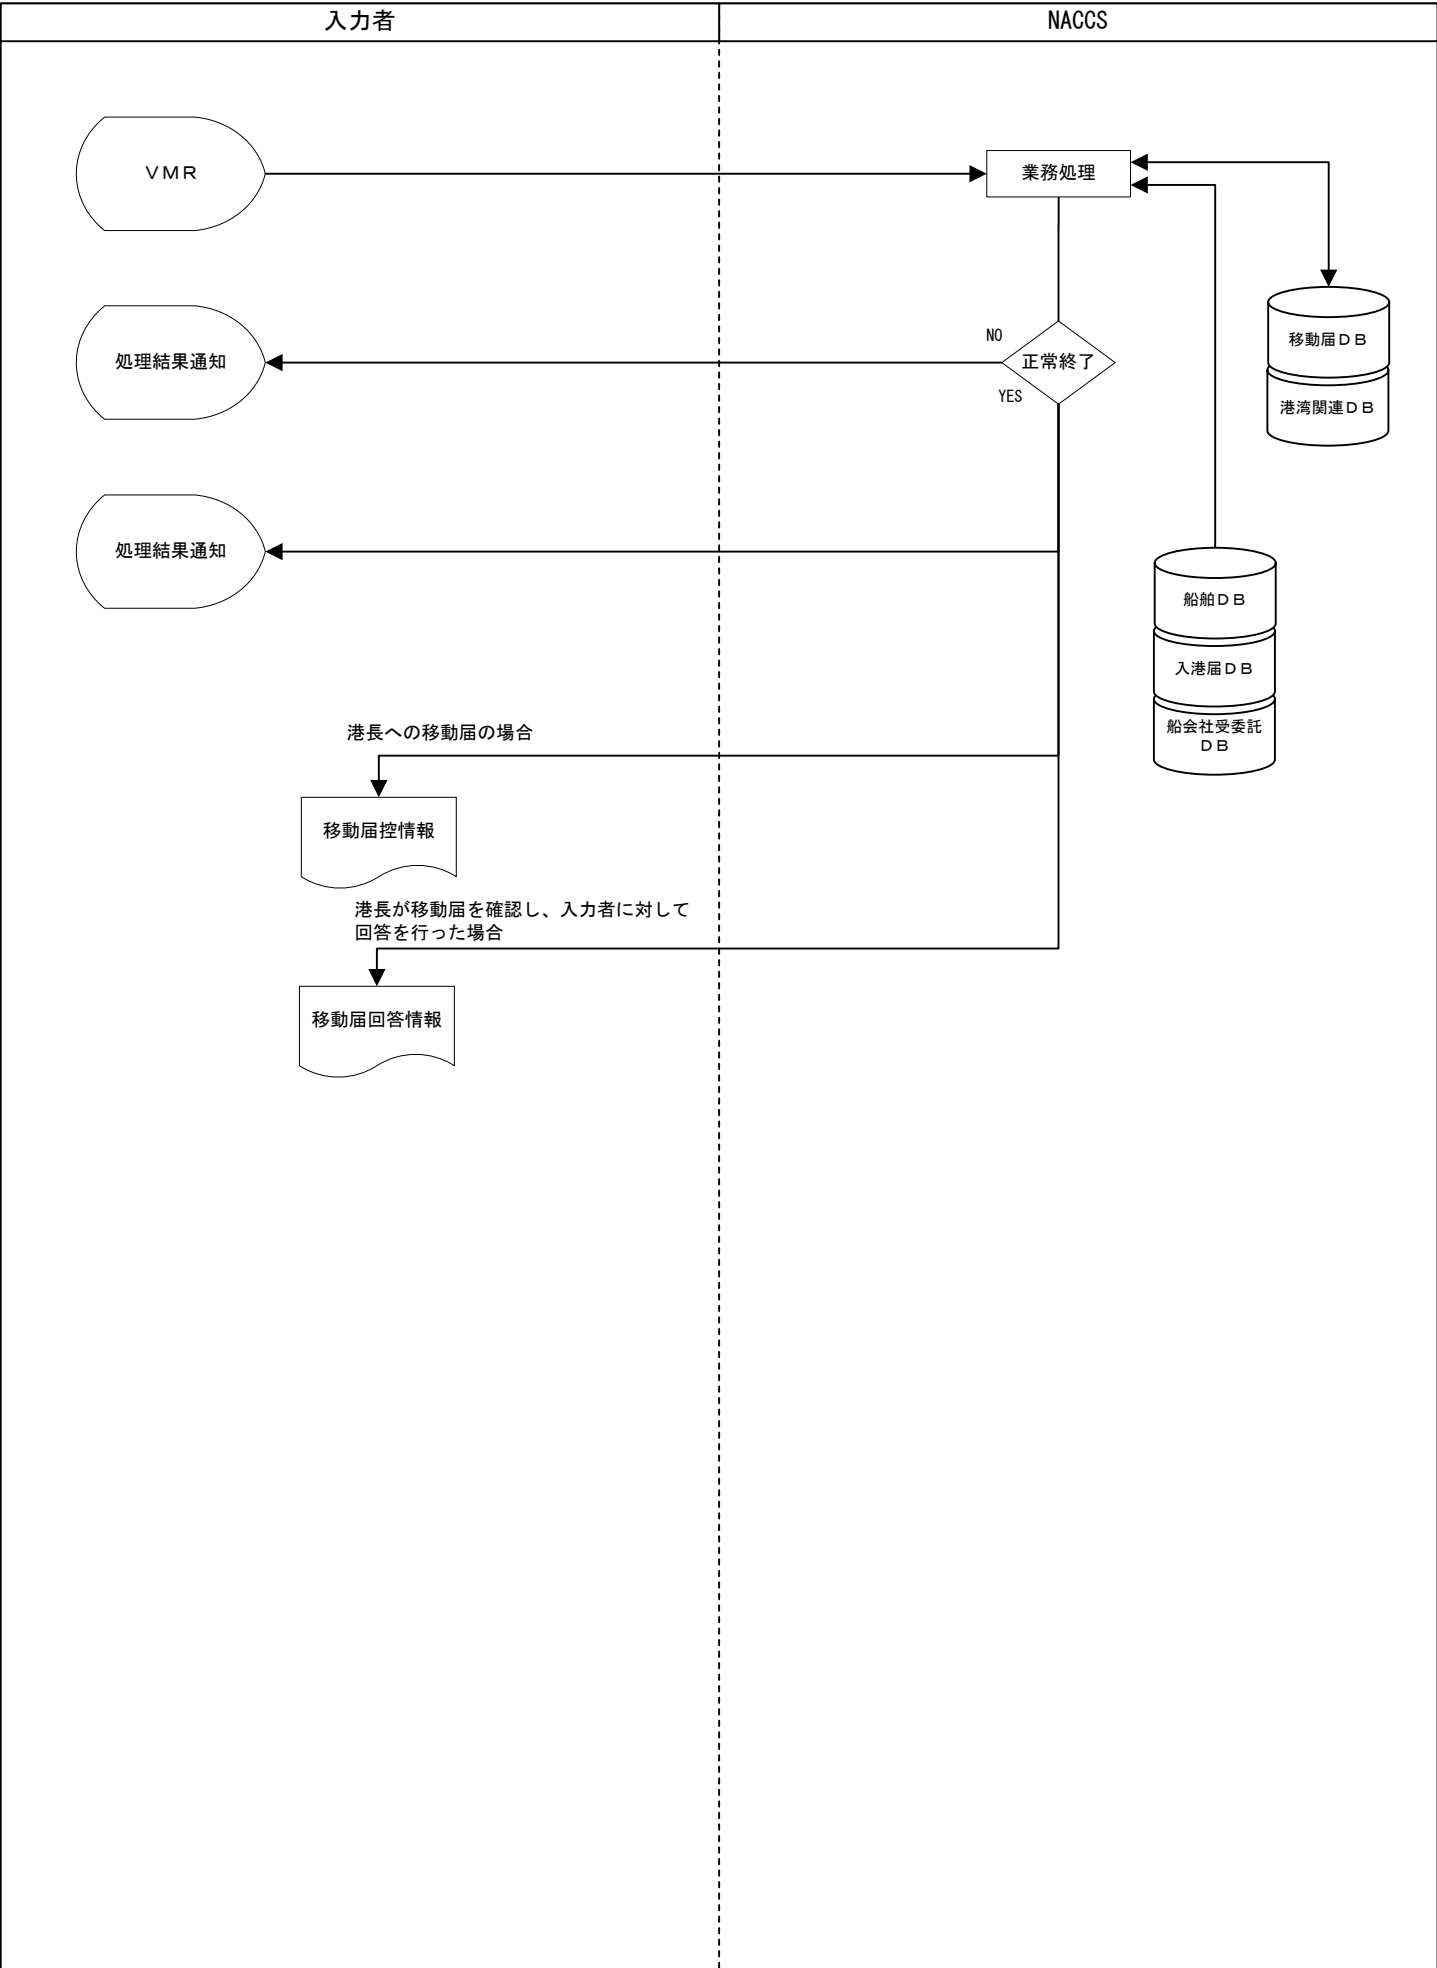 入力者
NACCS
ＶＭＲ
業務処理
NO
正常終了
YES
処理結果通知
移動届ＤＢ
港湾関連ＤＢ
処理結果通知
船舶ＤＢ
入港届ＤＢ
船会社受委託
ＤＢ
港長への移動届の場合
移動届控情報
港長が移動届を確認し、入力者に対して
回答を行った場合
移動届回答情報